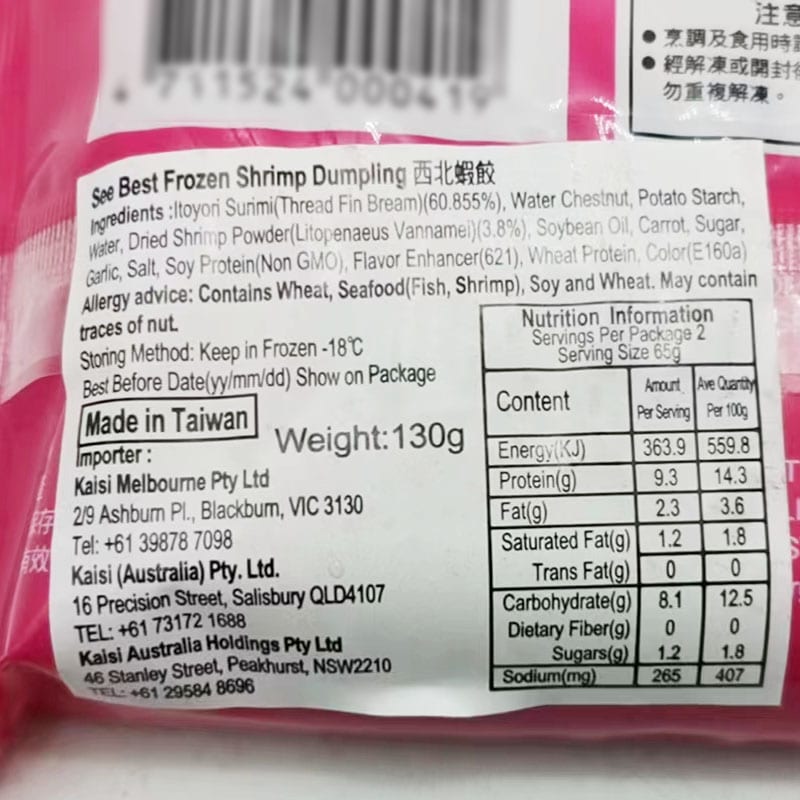 4 711524 000419
注意
● 烹調及食用時
● 經解凍或開封
勿重複解凍。
See Best Frozen Shrimp Dumpling 西北蝦餃
Ingredients :Itoyori Surimi(Thread Fin Bream)(60.855%), Water Chestnut, Potato Starch,
Water, Dried Shrimp Powder(Litopenaeus Vannamei)(3.8%), Soybean Oil, Carrot, Sugar,
Garlic, Salt, Soy Protein(Non GMO), Flavor Enhancer(621), Wheat Protein, Color(E160a)
Allergy advice: Contains Wheat, Seafood(Fish, Shrimp), Soy and Wheat. May contain
traces of nut.
Storing Method: Keep in Frozen -18℃
Best Before Date(yy/mm/dd) Show on Package
Made in Taiwan
Weight:130g
Importer :
Kaisi Melbourne Pty Ltd
2/9 Ashburn Pl., Blackburn, VIC 3130
Tel: +61 39878 7098
Kaisi (Australia) Pty. Ltd.
16 Precision Street, Salisbury QLD4107
TEL: +61 73172 1688
Kaisi Australia Holdings Pty Ltd
46 Stanley Street, Peakhurst, NSW2210
TEL: +61 29584 8696
Nutrition Information
Servings Per Package 2
Serving Size 65g
Content Amount Per Serving Ave Quantity Per 100g
Energy(KJ) 363.9 559.8
Protein(g) 9.3 14.3
Fat(g) 2.3 3.6
Saturated Fat(g) 1.2 1.8
Trans Fat(g) 0 0
Carbohydrate(g) 8.1 12.5
Dietary Fiber(g) 0 0
Sugars(g) 1.2 1.8
Sodium(mg) 265 407